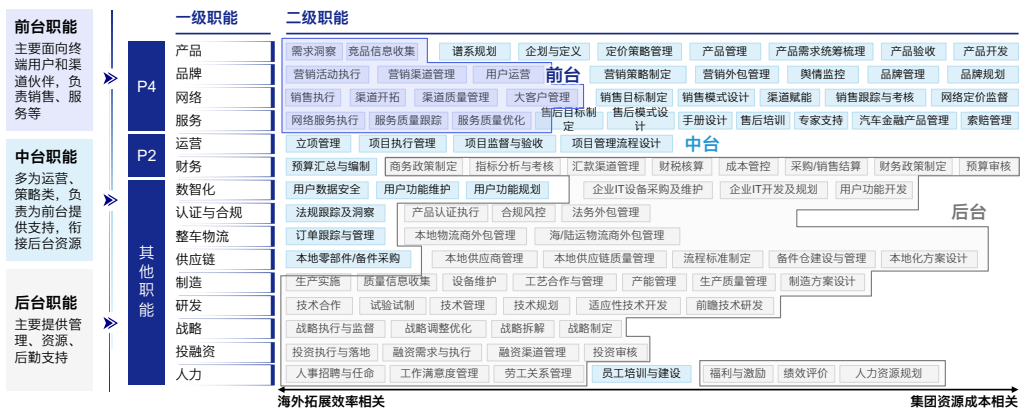 一级职能
二级职能
前台职能
主要面向终
端用户和渠
道伙伴，负
责销售、服
务等
中台职能
多为运营、
策略类，负
责为前台提
供支持，衔
接后台资源
后台职能
主要提供管
理、资源、
后勤支持
P4
P2
其他职能
产品 需求洞察 竞品信息收集 谱系规划 企划与定义 定价策略管理 产品管理 产品需求统筹梳理 产品验收 产品开发
品牌 营销活动执行 营销渠道管理 用户运营 前台 营销策略制定 营销外包管理 舆情监控 品牌管理 品牌规划
网络 销售执行 渠道开拓 渠道质量管理 大客户管理 销售目标制定 销售模式设计 渠道赋能 销售跟踪与考核 网络定价监督
服务 网络服务执行 服务质量跟踪 服务质量优化 售后目标制定 售后模式设计 手册设计 售后培训 专家支持 汽车金融产品管理 索赔管理
运营 立项管理 项目执行管理 项目监督与验收 项目管理流程设计 中台
财务 预算汇总与编制 商务政策制定 指标分析与考核 汇款渠道管理 财税核算 成本管控 采购/销售结算 财务政策制定 预算审核
数智化 用户数据安全 用户功能维护 用户功能规划 企业IT设备采购及维护 企业IT开发及规划 用户功能开发
认证与合规 法规跟踪及洞察 产品认证执行 合规风控 法务外包管理 后台
整车物流 订单跟踪与管理 本地物流商外包管理 海/陆运物流商外包管理
供应链 本地零部件/备件采购 本地供应商管理 本地供应链质量管理 流程标准制定 备件仓建设与管理 本地化方案设计
制造 生产实施 质量信息收集 设备维护 工艺合作与管理 产能管理 生产质量管理 制造方案设计
研发 技术合作 试验试制 技术管理 技术规划 适应性技术开发 前瞻技术研发
战略 战略执行与监督 战略调整优化 战略拆解 战略制定
投融资 投资执行与落地 融资需求与执行 融资渠道管理 投资审核
人力 人事招聘与任命 工作满意度管理 劳工关系管理 员工培训与建设 福利与激励 绩效评价 人力资源规划
海外拓展效率相关
集团资源成本相关